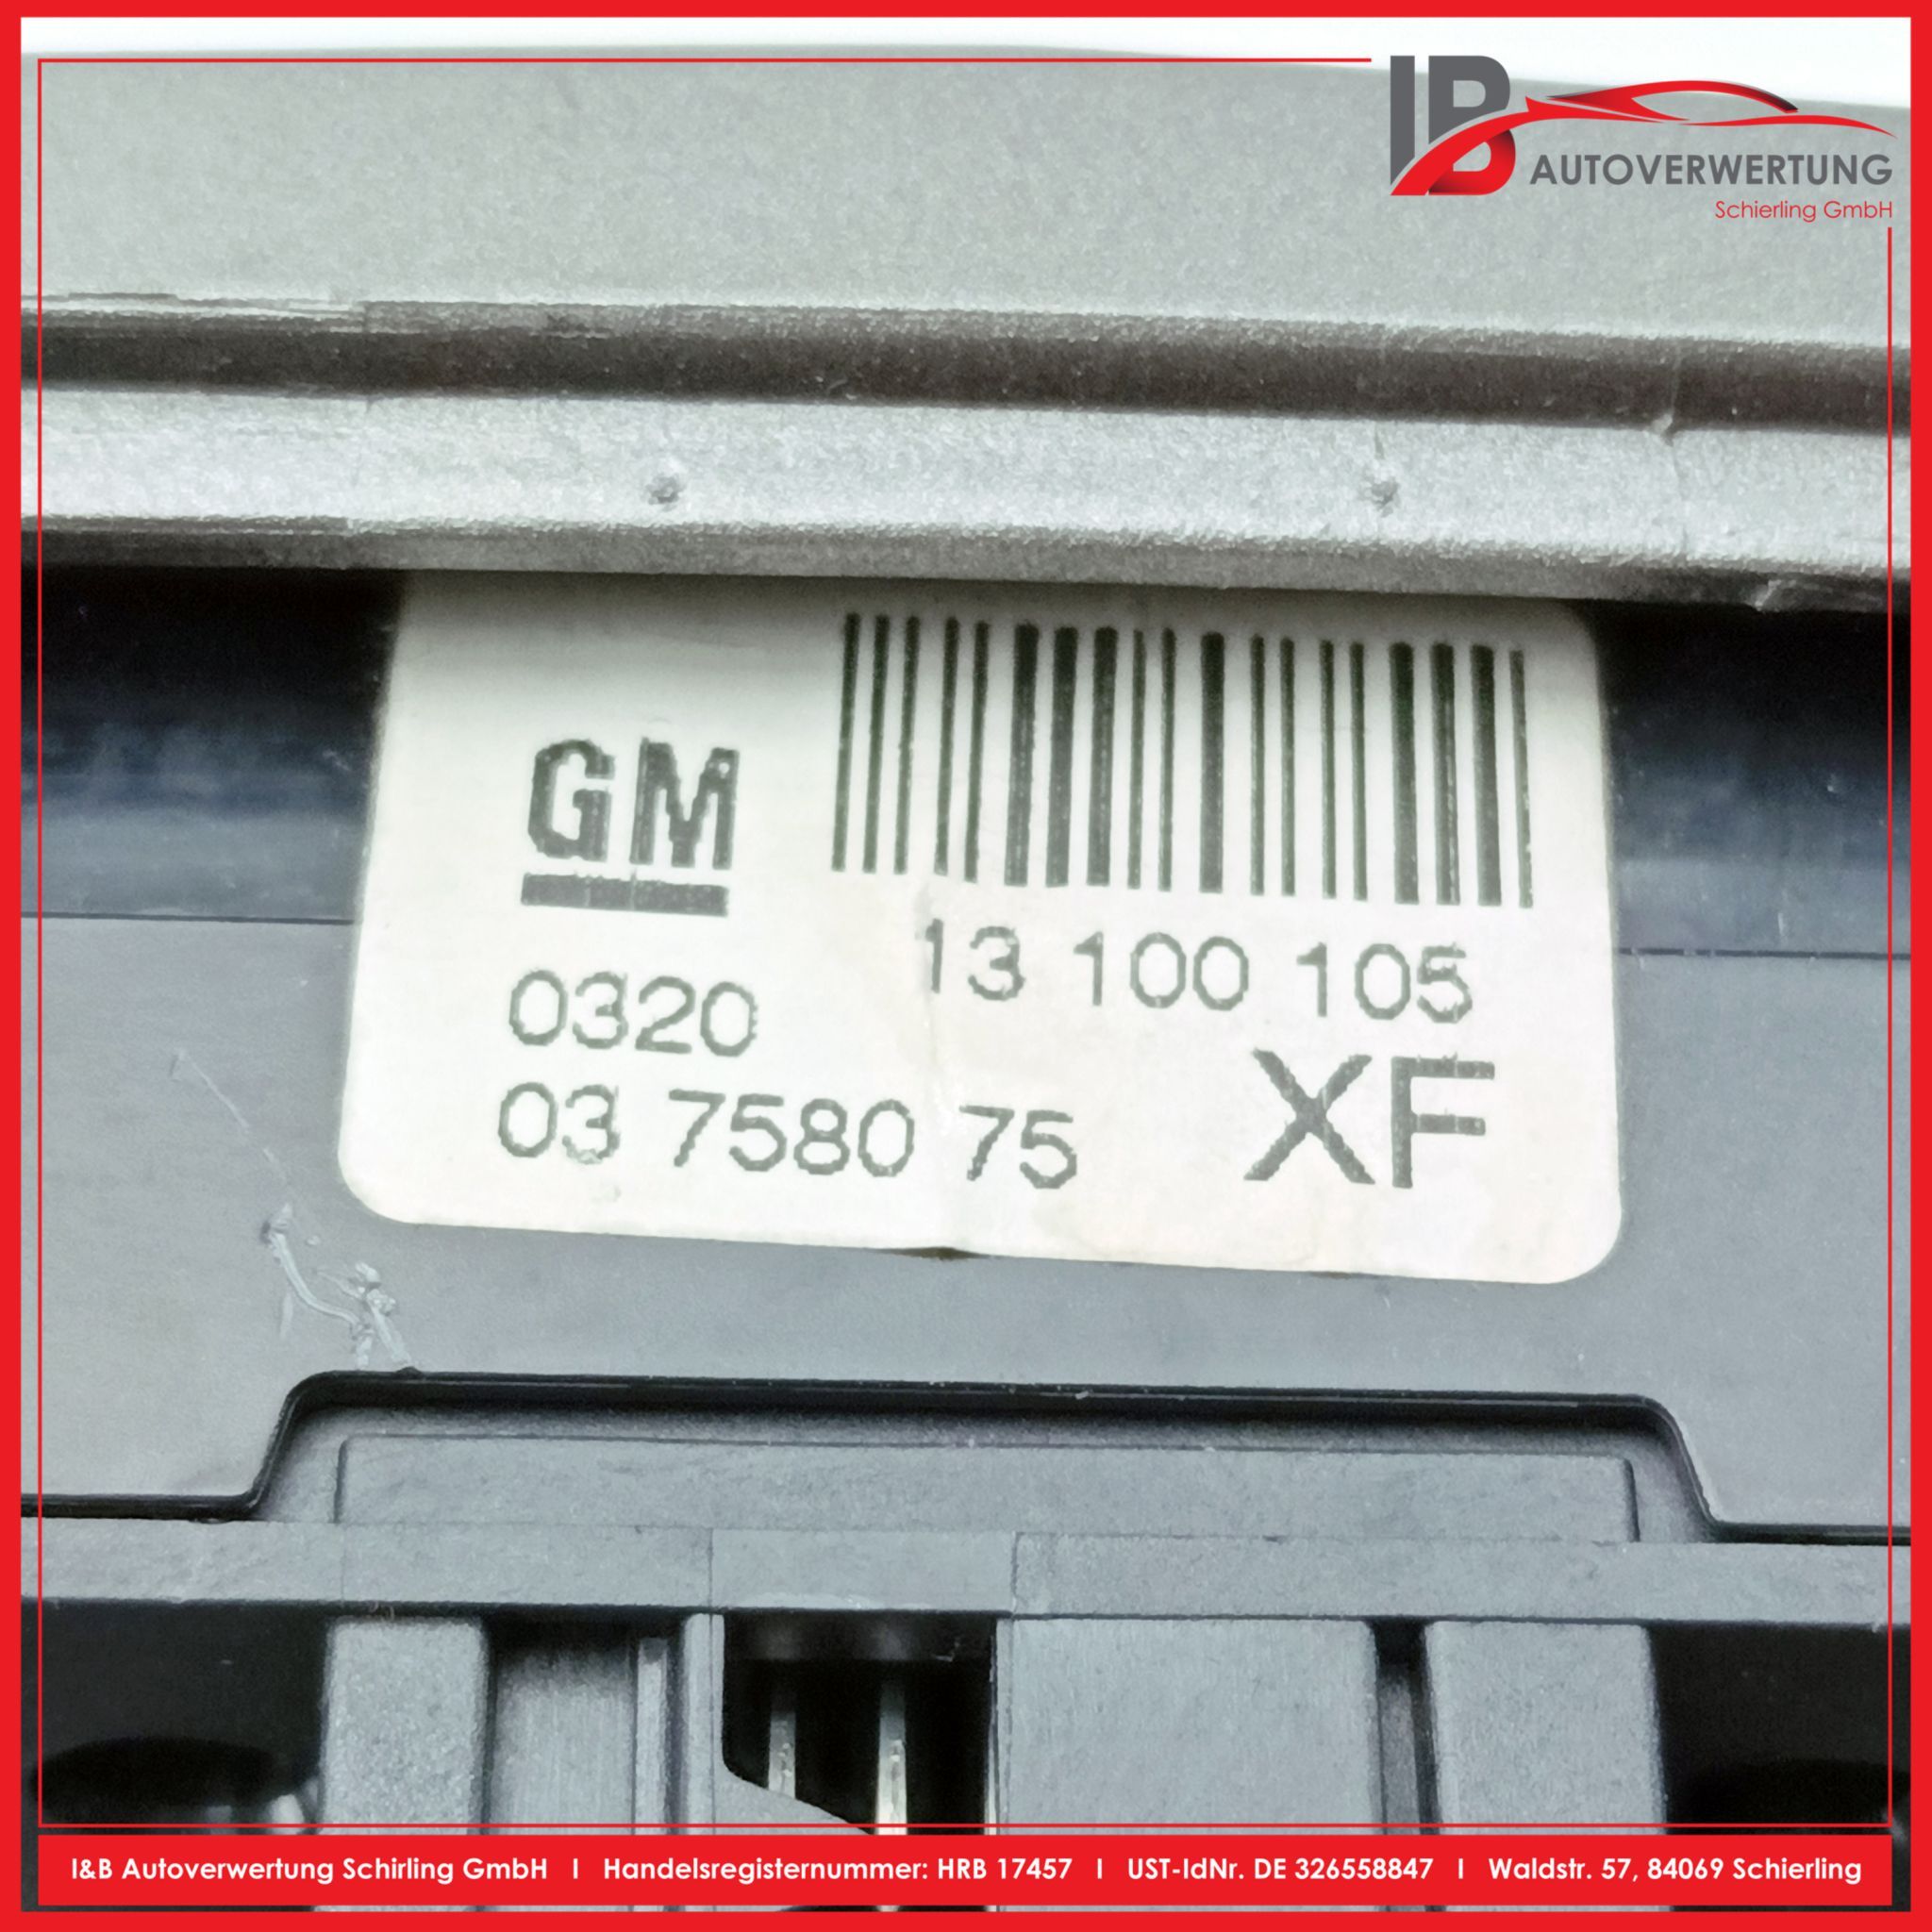 IB
AUTOVERWERTUNG
Schierling GmbH
GM
13 100 105
0320
XF
03 7580 75
I&B Autoverwertung Schirling GmbH I Handelsregisternummer: HRB 17457 I UST-IdNr. DE 326558847 I Waldstr. 57, 84069 Schierling